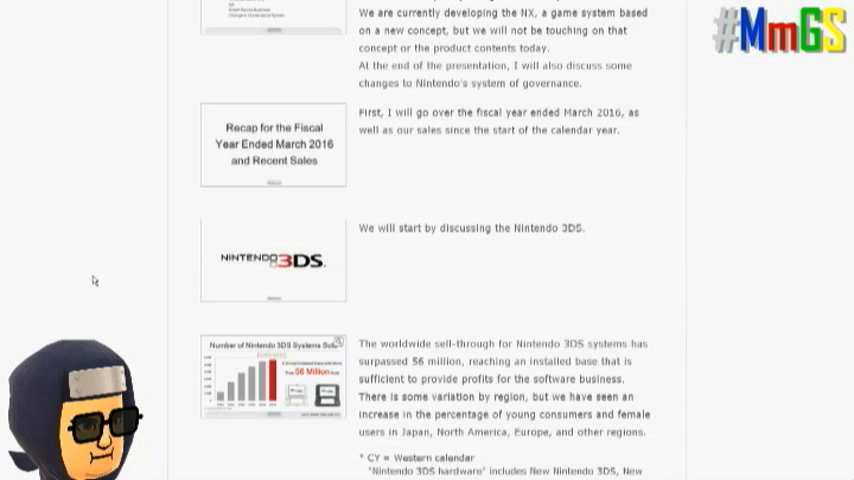 #MmGS
We are currently developing the NX, a game system based
on a new concept, but we will not be touching on that
concept or the product contents today.
At the end of the presentation, I will also discuss some
changes to Nintendo's system of governance.
Recap for the Fiscal
Year Ended March 2016
and Recent Sales
First, I will go over the fiscal year ended March 2016, as
well as our sales since the start of the calendar year.
NINTENDO3DS.
We will start by discussing the Nintendo 3DS.
Number of Nintendo 3DS Systems Sold
56 Million
The worldwide sell-through for Nintendo 3DS systems has
surpassed 56 million, reaching an installed base that is
sufficient to provide profits for the software business.
There is some variation by region, but we have seen an
increase in the percentage of young consumers and female
users in Japan, North America, Europe, and other regions.
* CY = Western calendar
"Nintendo 3DS hardware" includes New Nintendo 3DS, New